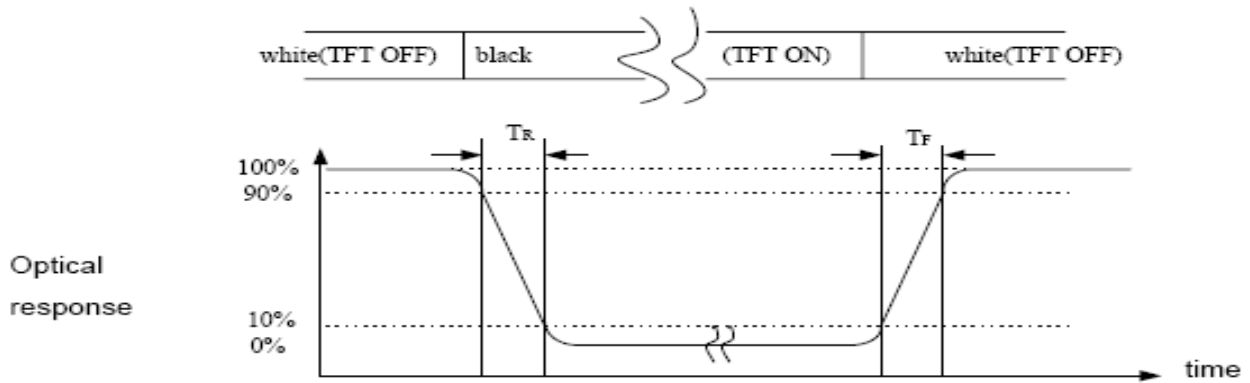 white(TFT OFF) black (TFT ON) white(TFT OFF)
TR TF
100%
90%
Optical
response
10%
0%
time